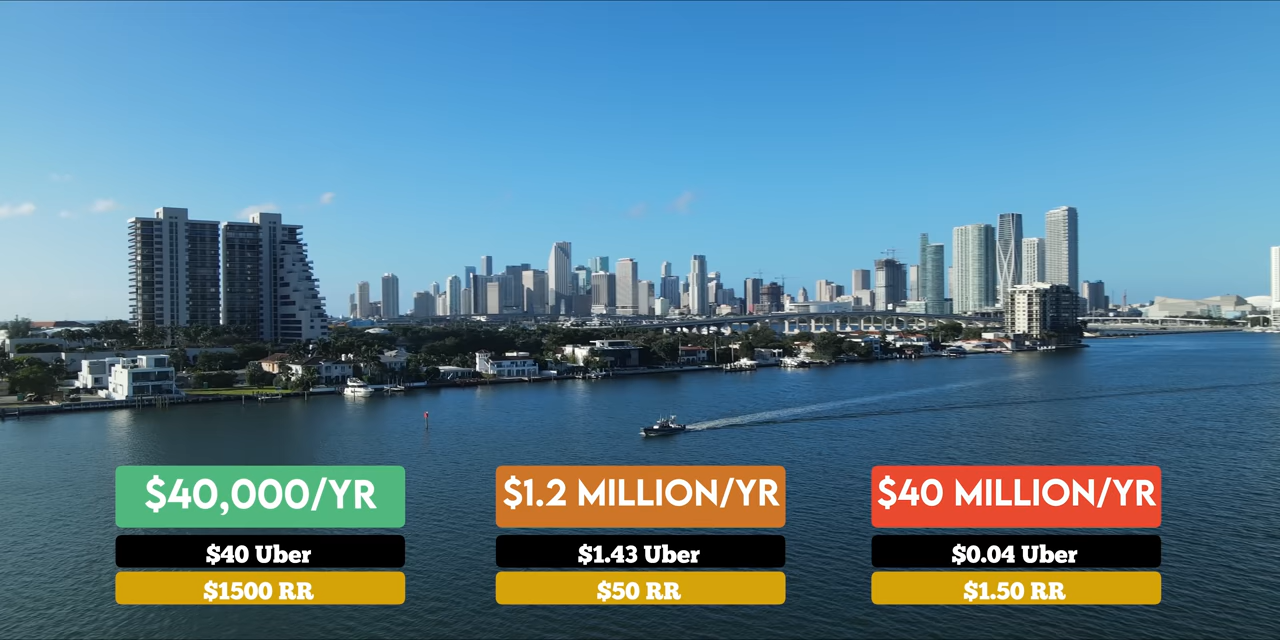 $40,000/YR
$40 Uber
$1500 RR
$1.2 MILLION/YR
$1.43 Uber
$50 RR
$40 MILLION/YR
$0.04 Uber
$1.50 RR